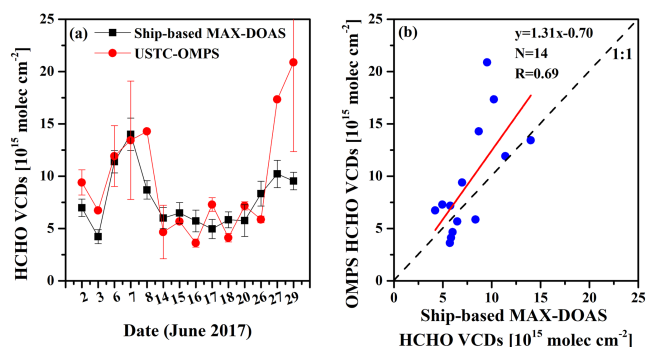 (a)
Ship-based MAX-DOAS
USTC-OMPS
HCHO VCDs [10¹⁵ molec cm⁻²]
25
20
15
10
5
0
2 3 6 7 8 14 15 16 17 18 20 26 27 29
Date (June 2017)
(b)
y=1.31x-0.70
N=14
R=0.69
1:1
OMPS HCHO VCDs [10¹⁵ molec cm⁻²]
25
20
15
10
5
0
0 5 10 15 20 25
Ship-based MAX-DOAS
HCHO VCDs [10¹⁵ molec cm⁻²]